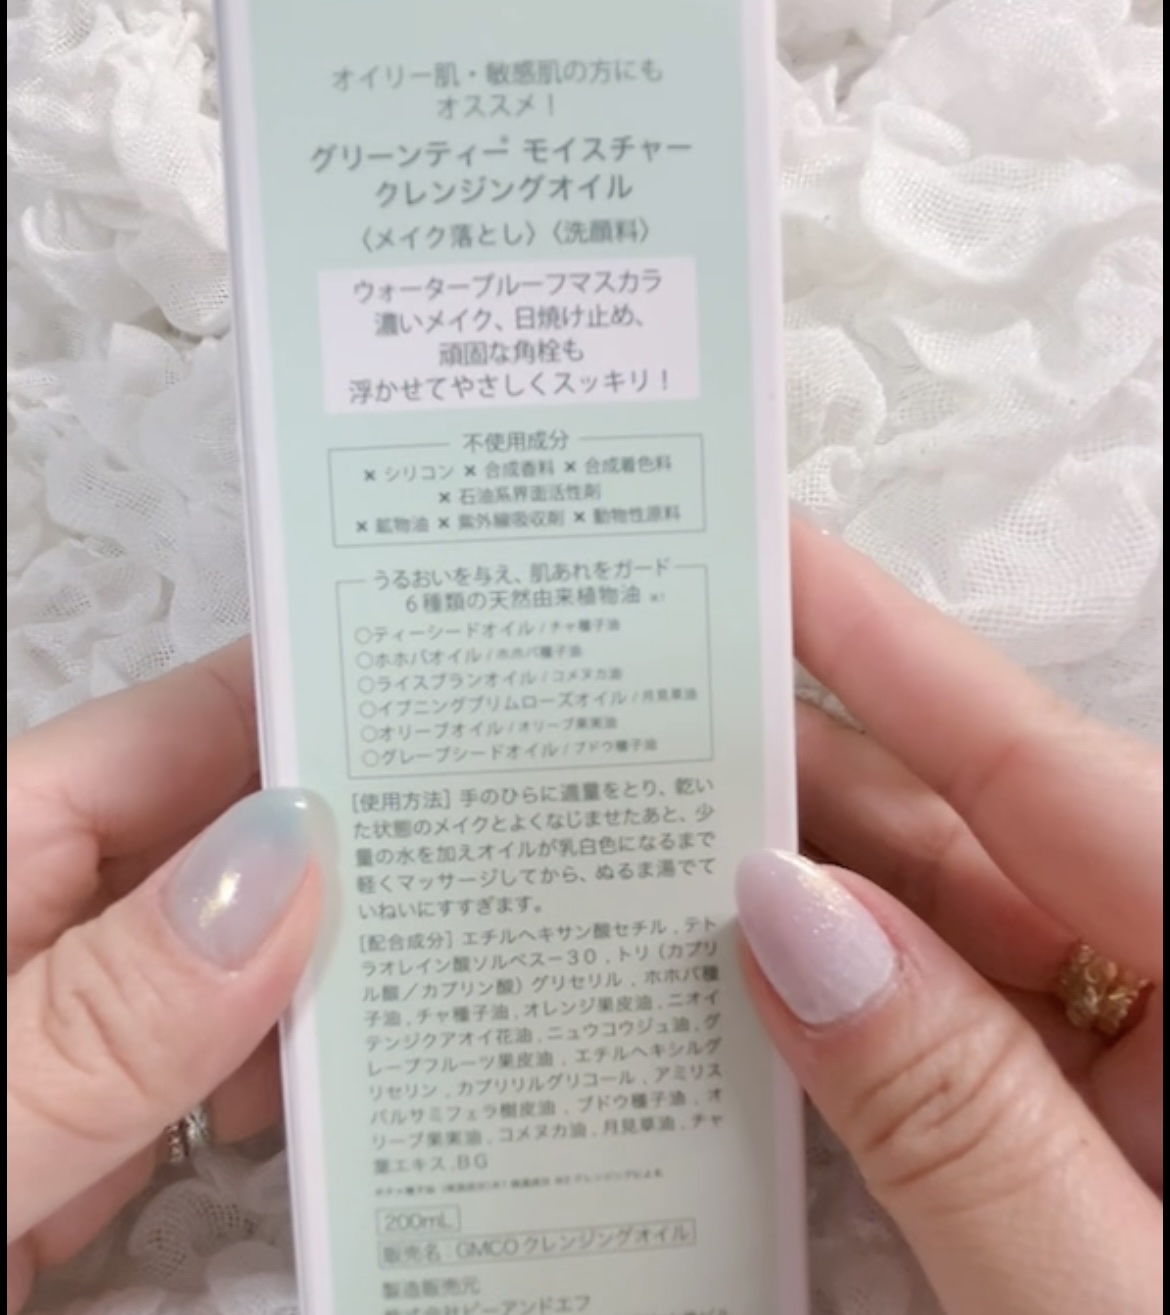 オイリー肌・敏感肌の方にも
オススメ！
グリーンティー※ モイスチャー
クレンジングオイル
〈メイク落とし〉〈洗顔料〉
ウォータープルーフマスカラ
濃いメイク、日焼け止め、
頑固な角栓も
浮かせてやさしくスッキリ！
不使用成分
× シリコン × 合成香料 × 合成着色料
× 石油系界面活性剤
× 鉱物油 × 紫外線吸収剤 × 動物性原料
うるおいを与え、肌あれをガード
6種類の天然由来植物油
○ティーシードオイル / チャ種子油
○ホホバオイル / ホホバ種子油
○ライスブランオイル / コメヌカ油
○イブニングプリムローズオイル / 月見草油
○オリーブオイル / オリーブ果実油
○グレープシードオイル / ブドウ種子油
[使用方法] 手のひらに適量をとり、乾い
た状態のメイクとよくなじませたあと、少
量の水を加えオイルが乳白色になるまで
軽くマッサージしてから、ぬるま湯でて
いねいにすすぎます。
[配合成分] エチルヘキサン酸セチル , テト
ラオレイン酸ソルベス－30 , トリ（カプリ
ル酸／カプリン酸）グリセリル , ホホバ種
子油 , チャ種子油 , オレンジ果皮油 , ニオイ
テンジクアオイ花油 , ニュウコウジュ油 , グ
レープフルーツ果皮油 , エチルヘキシルグ
リセリン , カプリリルグリコール , アミリス
バルサミフェラ樹皮油 , ブドウ種子油 , オ
リーブ果実油 , コメヌカ油 , 月見草油 , チャ
葉エキス , BG
200mL
販売名：GMCOクレンジングオイル
製造販売元
株式会社ビーアンドエフ